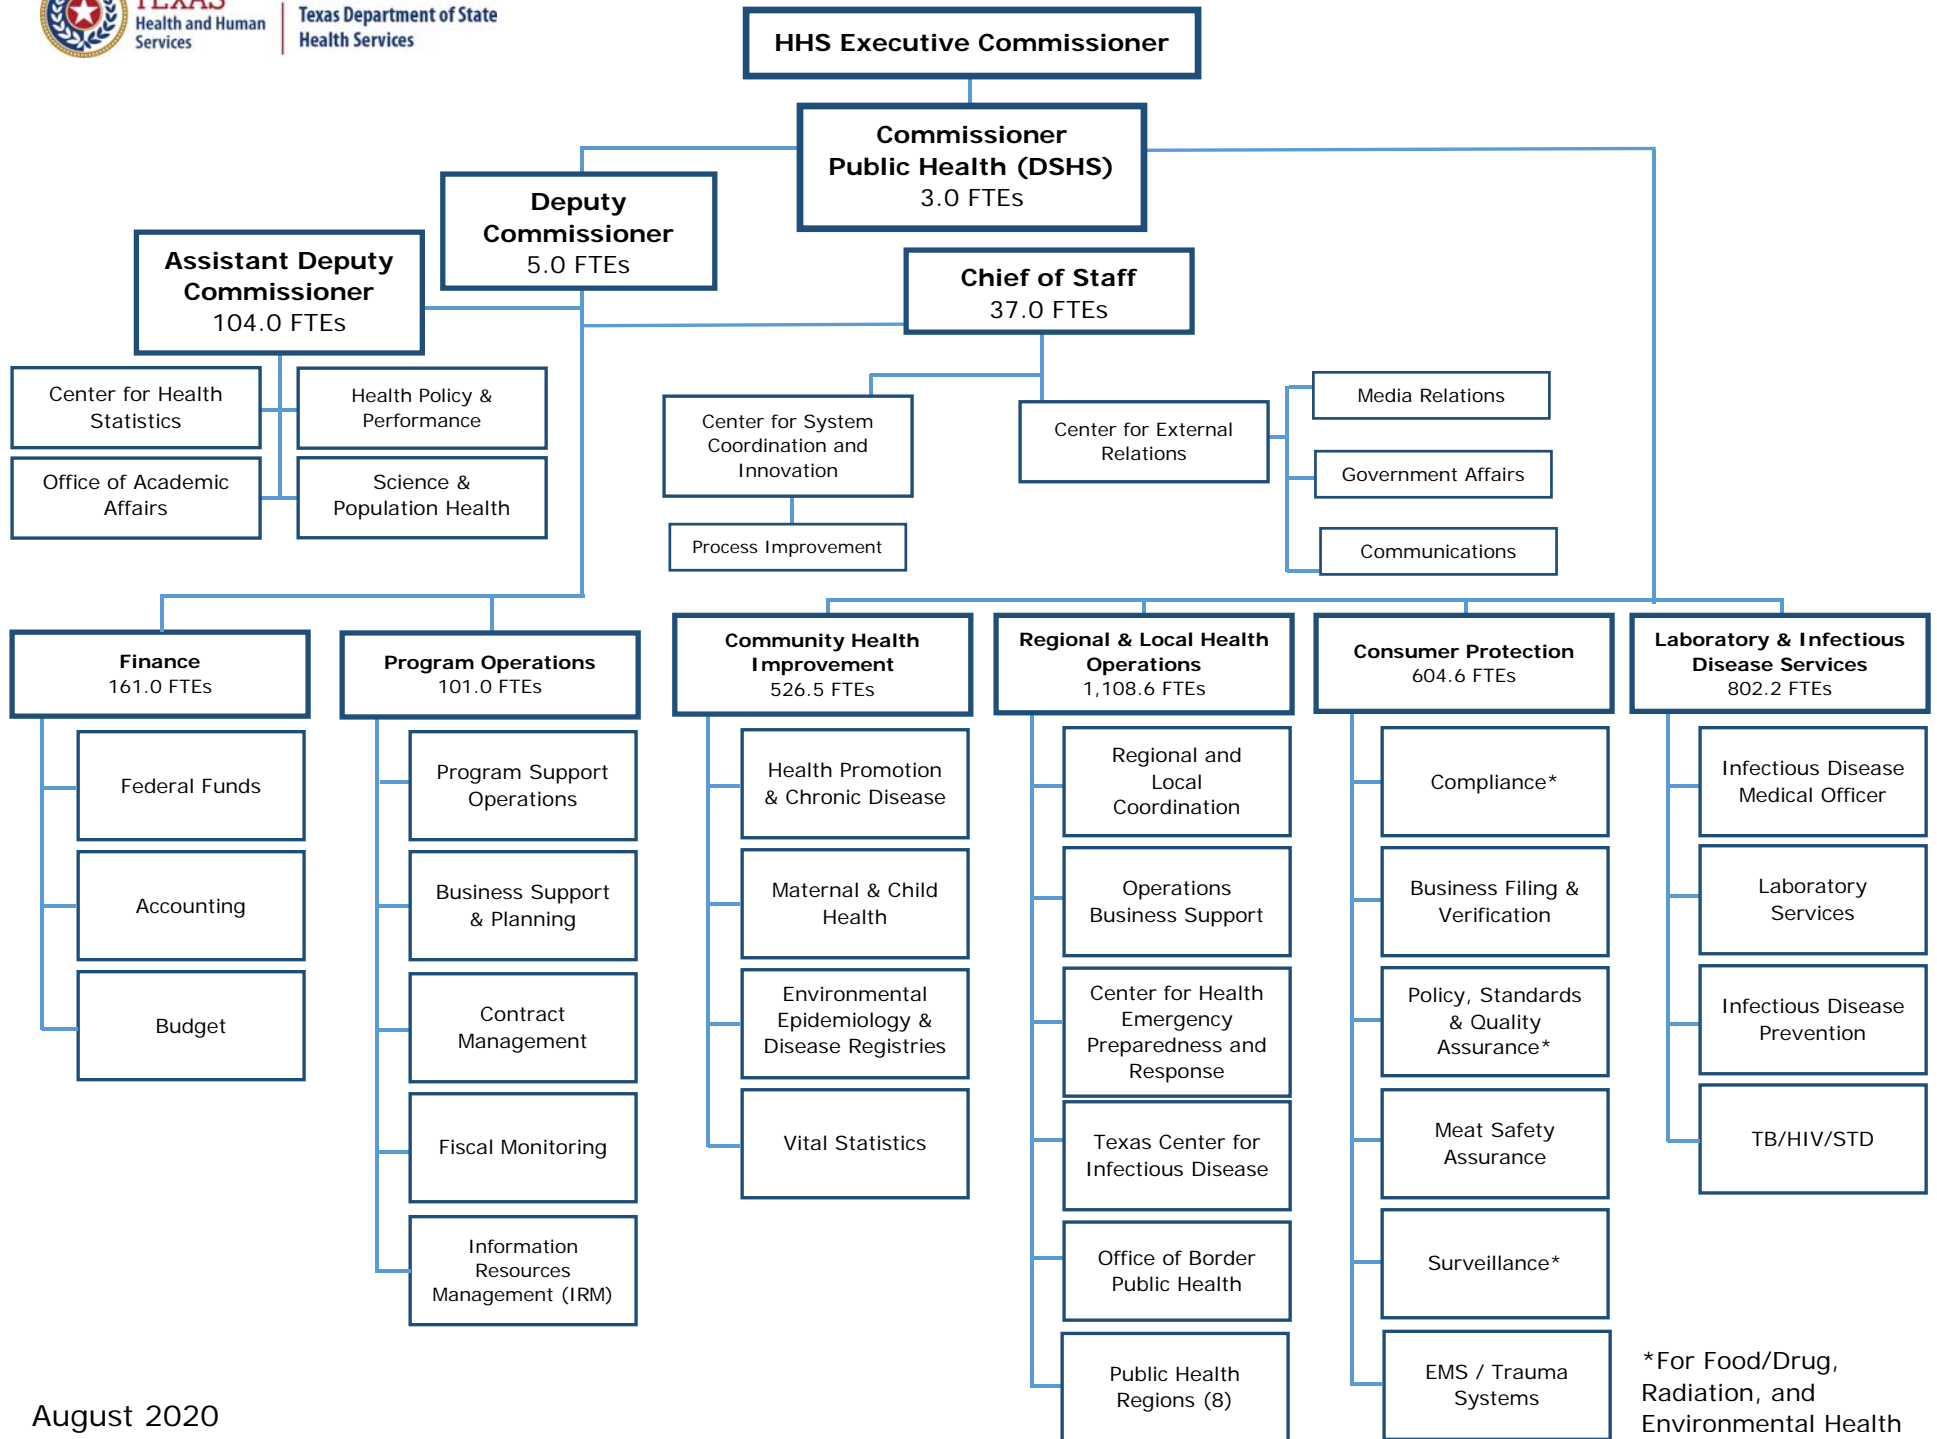 TEXAS
Health and Human
Services
Texas Department of State
Health Services
HHS Executive Commissioner
Commissioner
Public Health (DSHS)
3.0 FTEs
Deputy
Commissioner
5.0 FTEs
Assistant Deputy
Commissioner
104.0 FTEs
Chief of Staff
37.0 FTEs
Center for Health
Statistics
Health Policy &
Performance
Office of Academic
Affairs
Science &
Population Health
Center for System
Coordination and
Innovation
Process Improvement
Center for External
Relations
Media Relations
Government Affairs
Communications
Finance
161.0 FTEs
Federal Funds
Accounting
Budget
Program Operations
101.0 FTEs
Program Support
Operations
Business Support
& Planning
Contract
Management
Fiscal Monitoring
Information
Resources
Management (IRM)
Community Health
Improvement
526.5 FTEs
Health Promotion
& Chronic Disease
Maternal & Child
Health
Environmental
Epidemiology &
Disease Registries
Vital Statistics
Regional & Local Health
Operations
1,108.6 FTEs
Regional and
Local
Coordination
Operations
Business Support
Center for Health
Emergency
Preparedness and
Response
Texas Center for
Infectious Disease
Office of Border
Public Health
Public Health
Regions (8)
Consumer Protection
604.6 FTEs
Compliance*
Business Filing &
Verification
Policy, Standards
& Quality
Assurance*
Meat Safety
Assurance
Surveillance*
EMS / Trauma
Systems
Laboratory & Infectious
Disease Services
802.2 FTEs
Infectious Disease
Medical Officer
Laboratory
Services
Infectious Disease
Prevention
TB/HIV/STD
*For Food/Drug,
Radiation, and
Environmental Health
August 2020